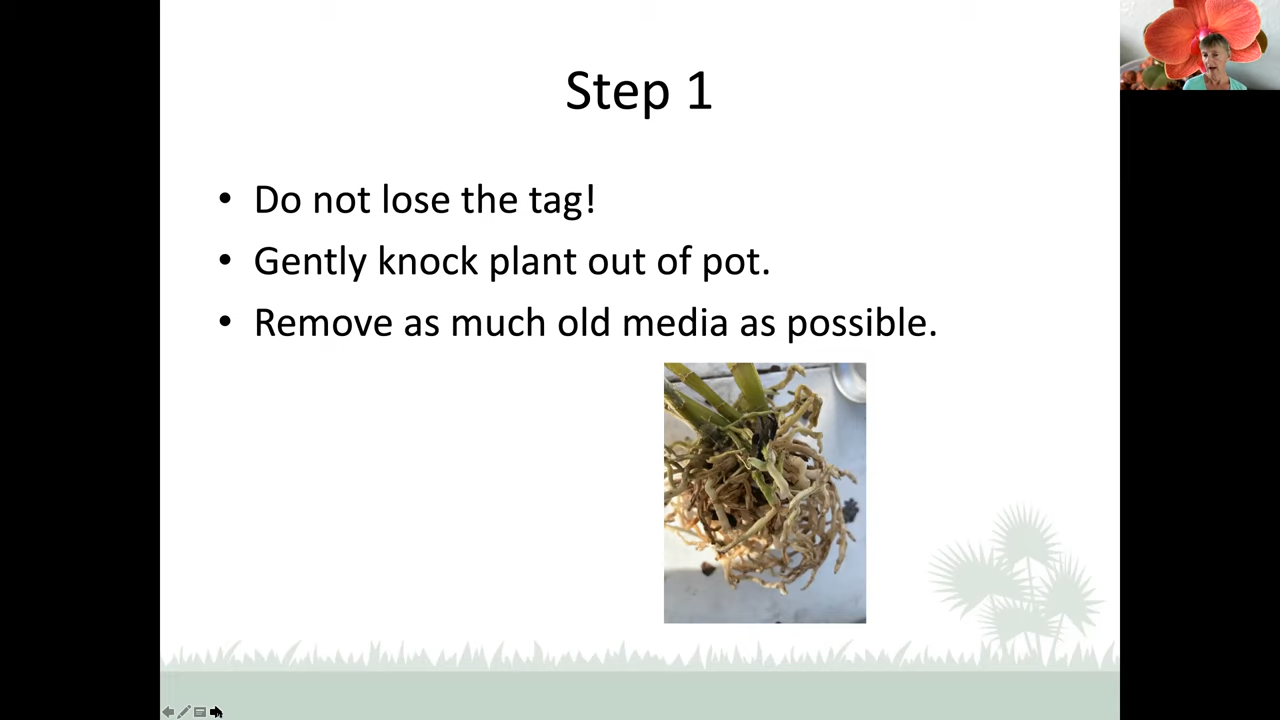 Step 1
• Do not lose the tag!
• Gently knock plant out of pot.
• Remove as much old media as possible.